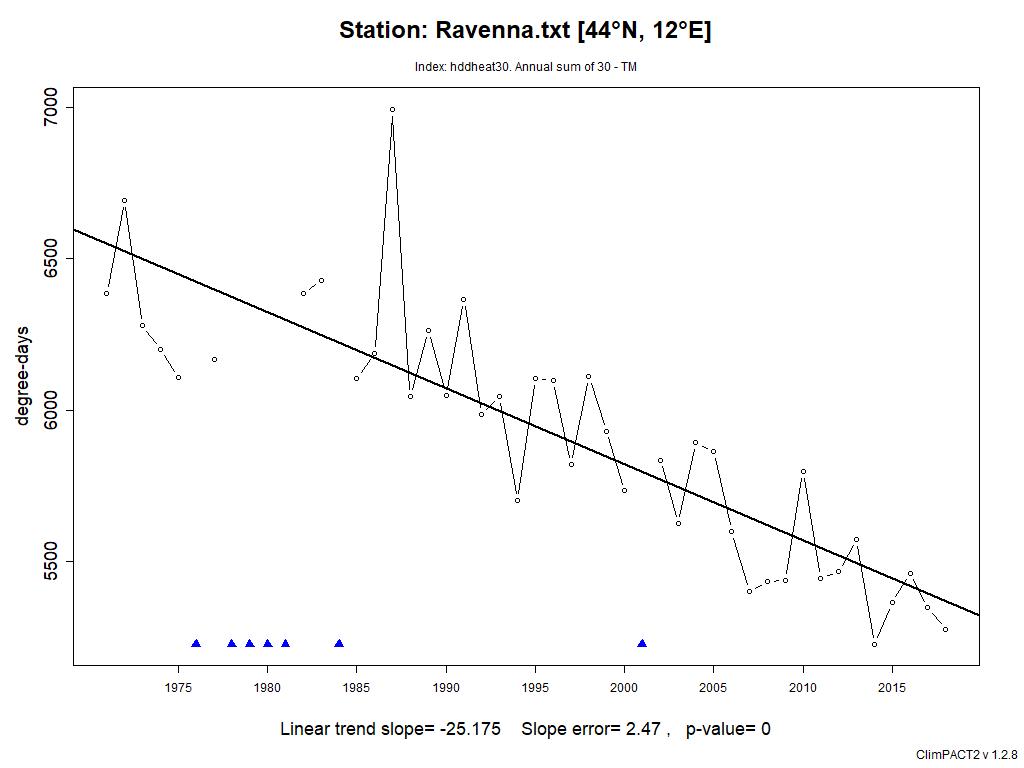 Station: Ravenna.txt [44°N, 12°E]
Index: hddheat30. Annual sum of 30 - TM
7000
6500
6000
5500
degree-days
1975 1980 1985 1990 1995 2000 2005 2010 2015
Linear trend slope= -25.175 Slope error= 2.47 , p-value= 0
ClimPACT2 v 1.2.8